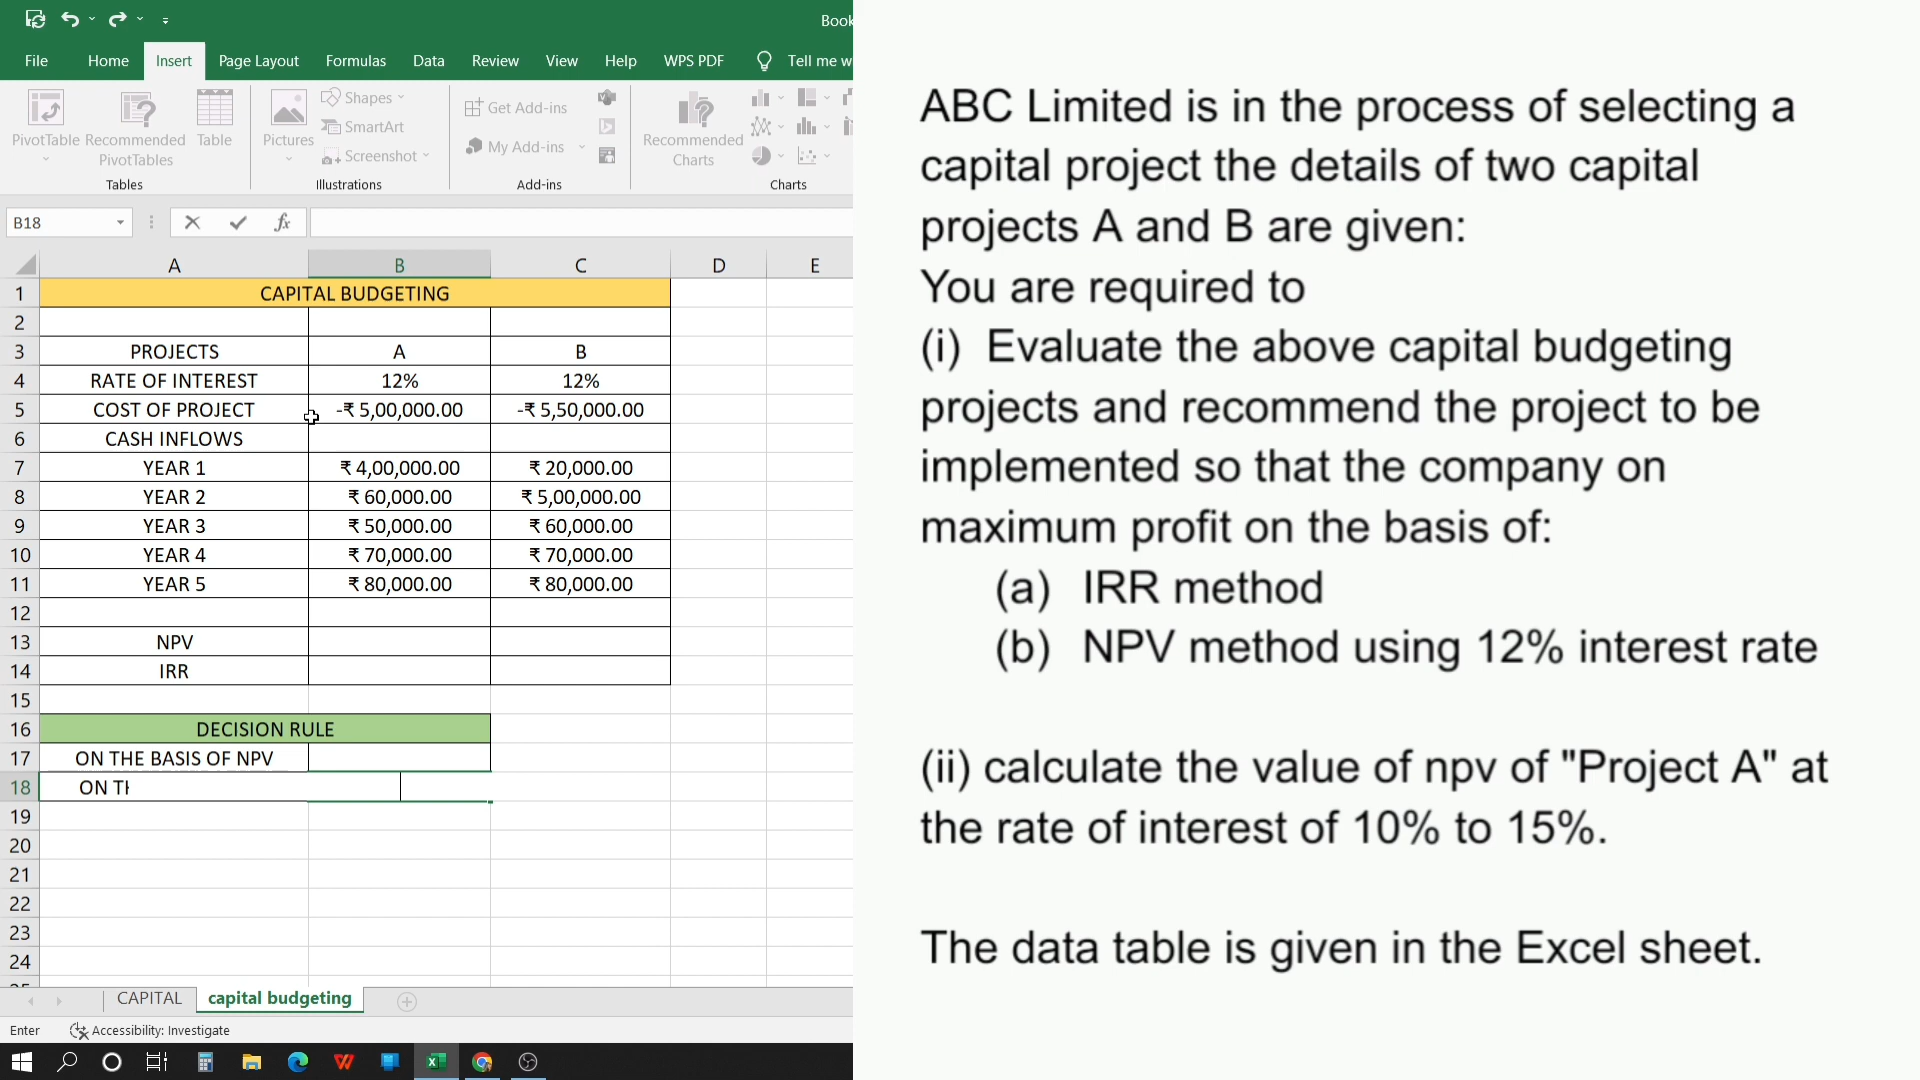 Book
File Home Insert Page Layout Formulas Data Review View Help WPS PDF Tell me w
PivotTable
Recommended
PivotTables
Table
Tables
Pictures
Shapes
SmartArt
Screenshot
Illustrations
Get Add-ins
My Add-ins
Add-ins
Recommended
Charts
Charts
B18
fx
A B C D E
1 CAPITAL BUDGETING
2
3 PROJECTS A B
4 RATE OF INTEREST 12% 12%
5 COST OF PROJECT -₹ 5,00,000.00 -₹ 5,50,000.00
6 CASH INFLOWS
7 YEAR 1 ₹ 4,00,000.00 ₹ 20,000.00
8 YEAR 2 ₹ 60,000.00 ₹ 5,00,000.00
9 YEAR 3 ₹ 50,000.00 ₹ 60,000.00
10 YEAR 4 ₹ 70,000.00 ₹ 70,000.00
11 YEAR 5 ₹ 80,000.00 ₹ 80,000.00
12
13 NPV
14 IRR
15
16 DECISION RULE
17 ON THE BASIS OF NPV
18 ON
19
20
21
22
23
24
CAPITAL capital budgeting
Enter Accessibility: Investigate
ABC Limited is in the process of selecting a
capital project the details of two capital
projects A and B are given:
You are required to
(i) Evaluate the above capital budgeting
projects and recommend the project to be
implemented so that the company on
maximum profit on the basis of:
(a) IRR method
(b) NPV method using 12% interest rate
(ii) calculate the value of npv of "Project A" at
the rate of interest of 10% to 15%.
The data table is given in the Excel sheet.